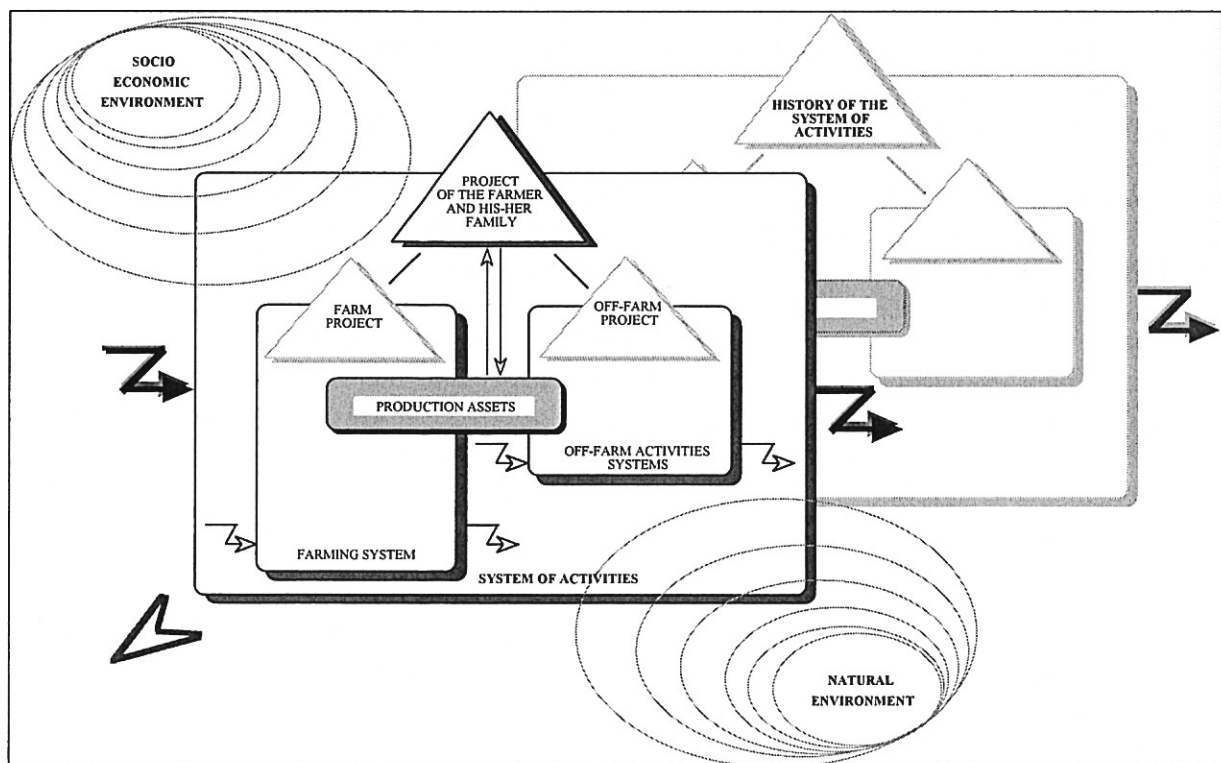 SOCIO
ECONOMIC
ENVIRONMENT
HISTORY OF THE
SYSTEM OF
ACTIVITIES
PROJECT
OF THE FARMER
AND HIS-HER
FAMILY
FARM
PROJECT
OFF-FARM
PROJECT
PRODUCTION ASSETS
OFF-FARM ACTIVITIES
SYSTEMS
FARMING SYSTEM
SYSTEM OF ACTIVITIES
NATURAL
ENVIRONMENT